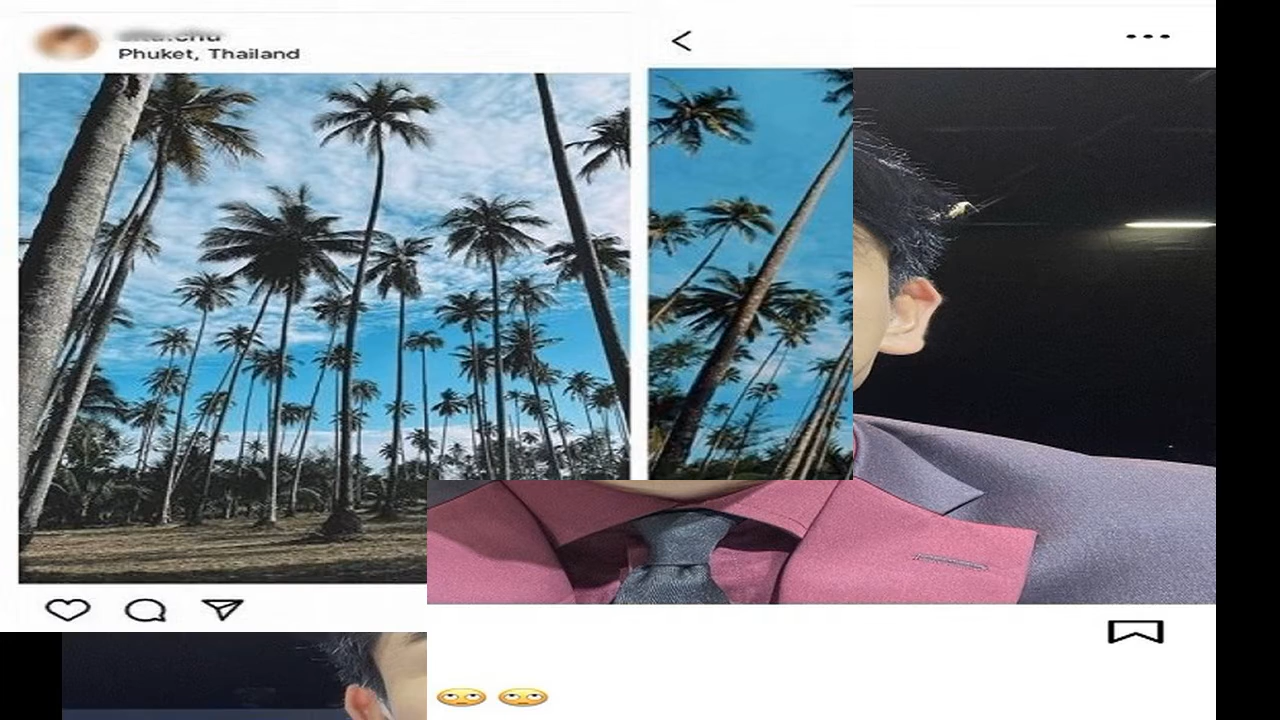 Phuket, Thailand
🙄 🙄